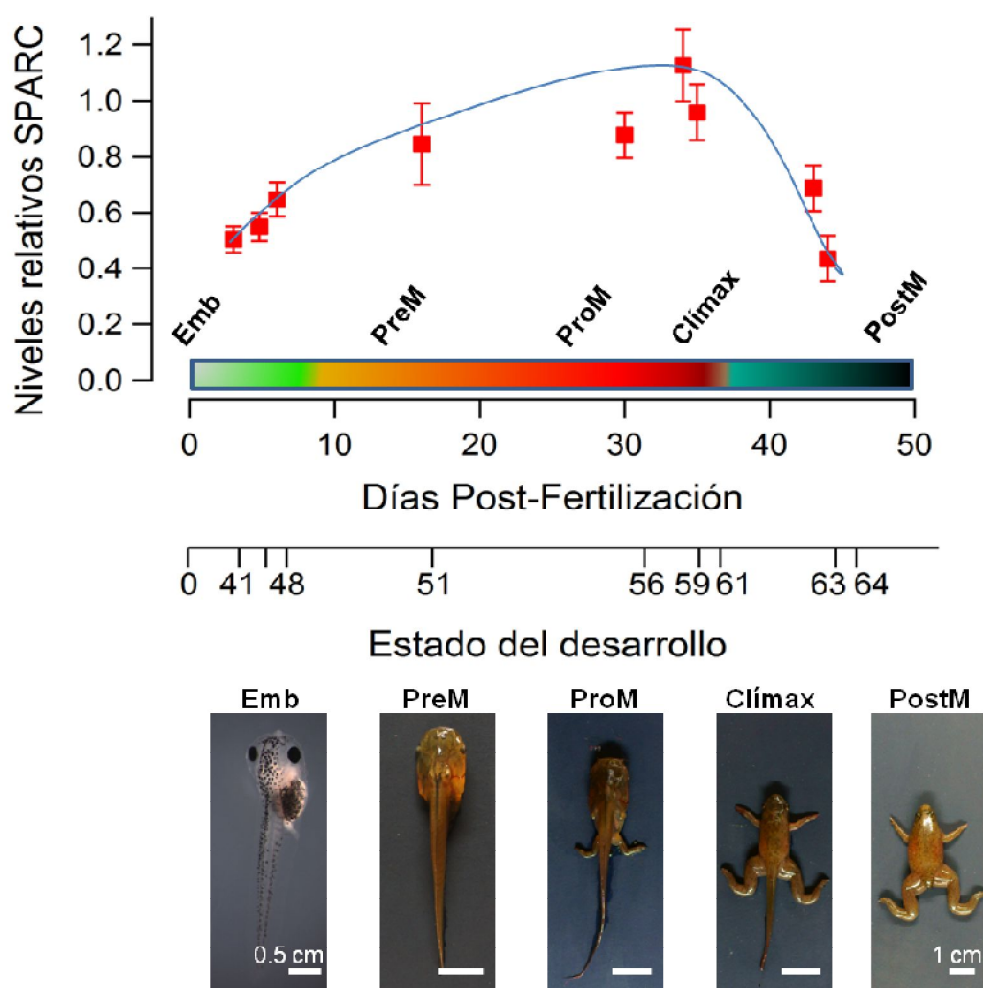 Niveles relativos SPARC
1.2
1.0
0.8
0.6
0.4
0.2
0.0
Emb PreM ProM Clímax PostM
0 10 20 30 40 50
Días Post-Fertilización
0 41 48 51 56 59 61 63 64
Estado del desarrollo
Emb PreM ProM Clímax PostM
0.5 cm 1 cm